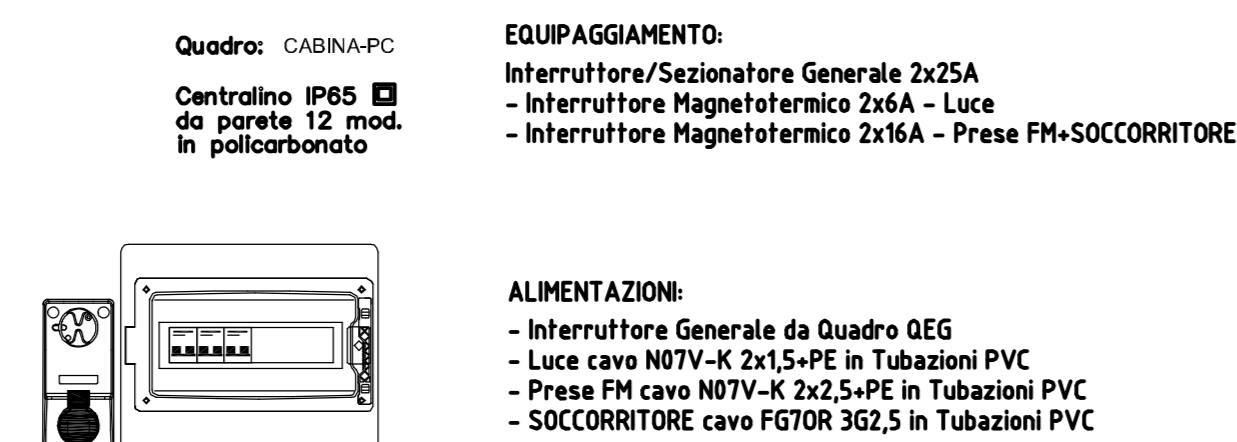 Quadro: CABINA-PC
Centralino IP65
da parete 12 mod.
in policarbonato
EQUIPAGGIAMENTO:
Interruttore/Sezionatore Generale 2x25A
- Interruttore Magnetotermico 2x6A - Luce
- Interruttore Magnetotermico 2x16A - Prese FM+SOCCORRITORE
ALIMENTAZIONI:
- Interruttore Generale da Quadro QEG
- Luce cavo N07V-K 2x1,5+PE in Tubazioni PVC
- Prese FM cavo N07V-K 2x2,5+PE in Tubazioni PVC
- SOCCORRITORE cavo FG7OR 3G2,5 in Tubazioni PVC